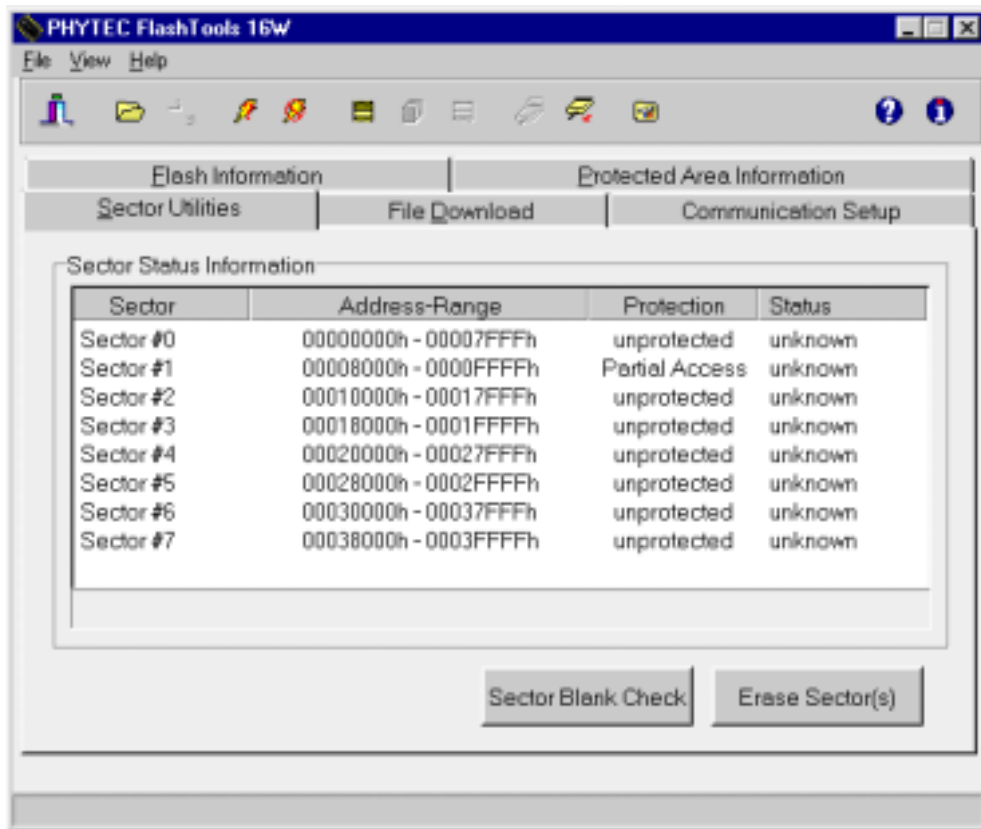 PHYTEC FlashTools 16W
File View Help
Flash Information Protected Area Information
Sector Utilities File Download Communication Setup
Sector Status Information
Sector Address-Range Protection Status
Sector #0 00000000h - 00007FFFh unprotected unknown
Sector #1 00008000h - 0000FFFFh Partial Access unknown
Sector #2 00010000h - 00017FFFh unprotected unknown
Sector #3 00018000h - 0001FFFFh unprotected unknown
Sector #4 00020000h - 00027FFFh unprotected unknown
Sector #5 00028000h - 0002FFFFh unprotected unknown
Sector #6 00030000h - 00037FFFh unprotected unknown
Sector #7 00038000h - 0003FFFFh unprotected unknown
Sector Blank Check Erase Sector(s)